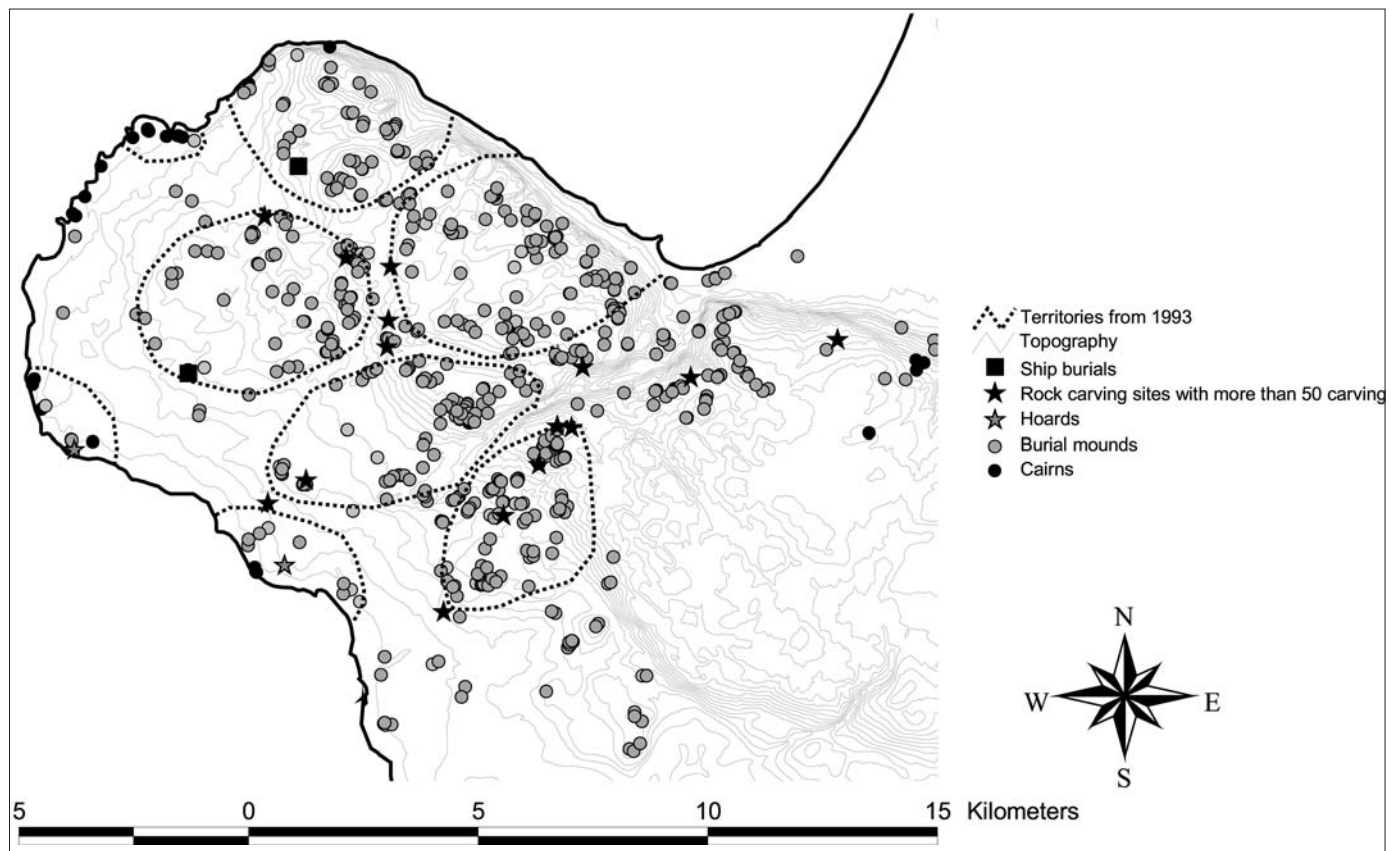 Territories from 1993
Topography
Ship burials
Rock carving sites with more than 50 carving
Hoards
Burial mounds
Cairns
N
W E
S
5 0 5 10 15 Kilometers